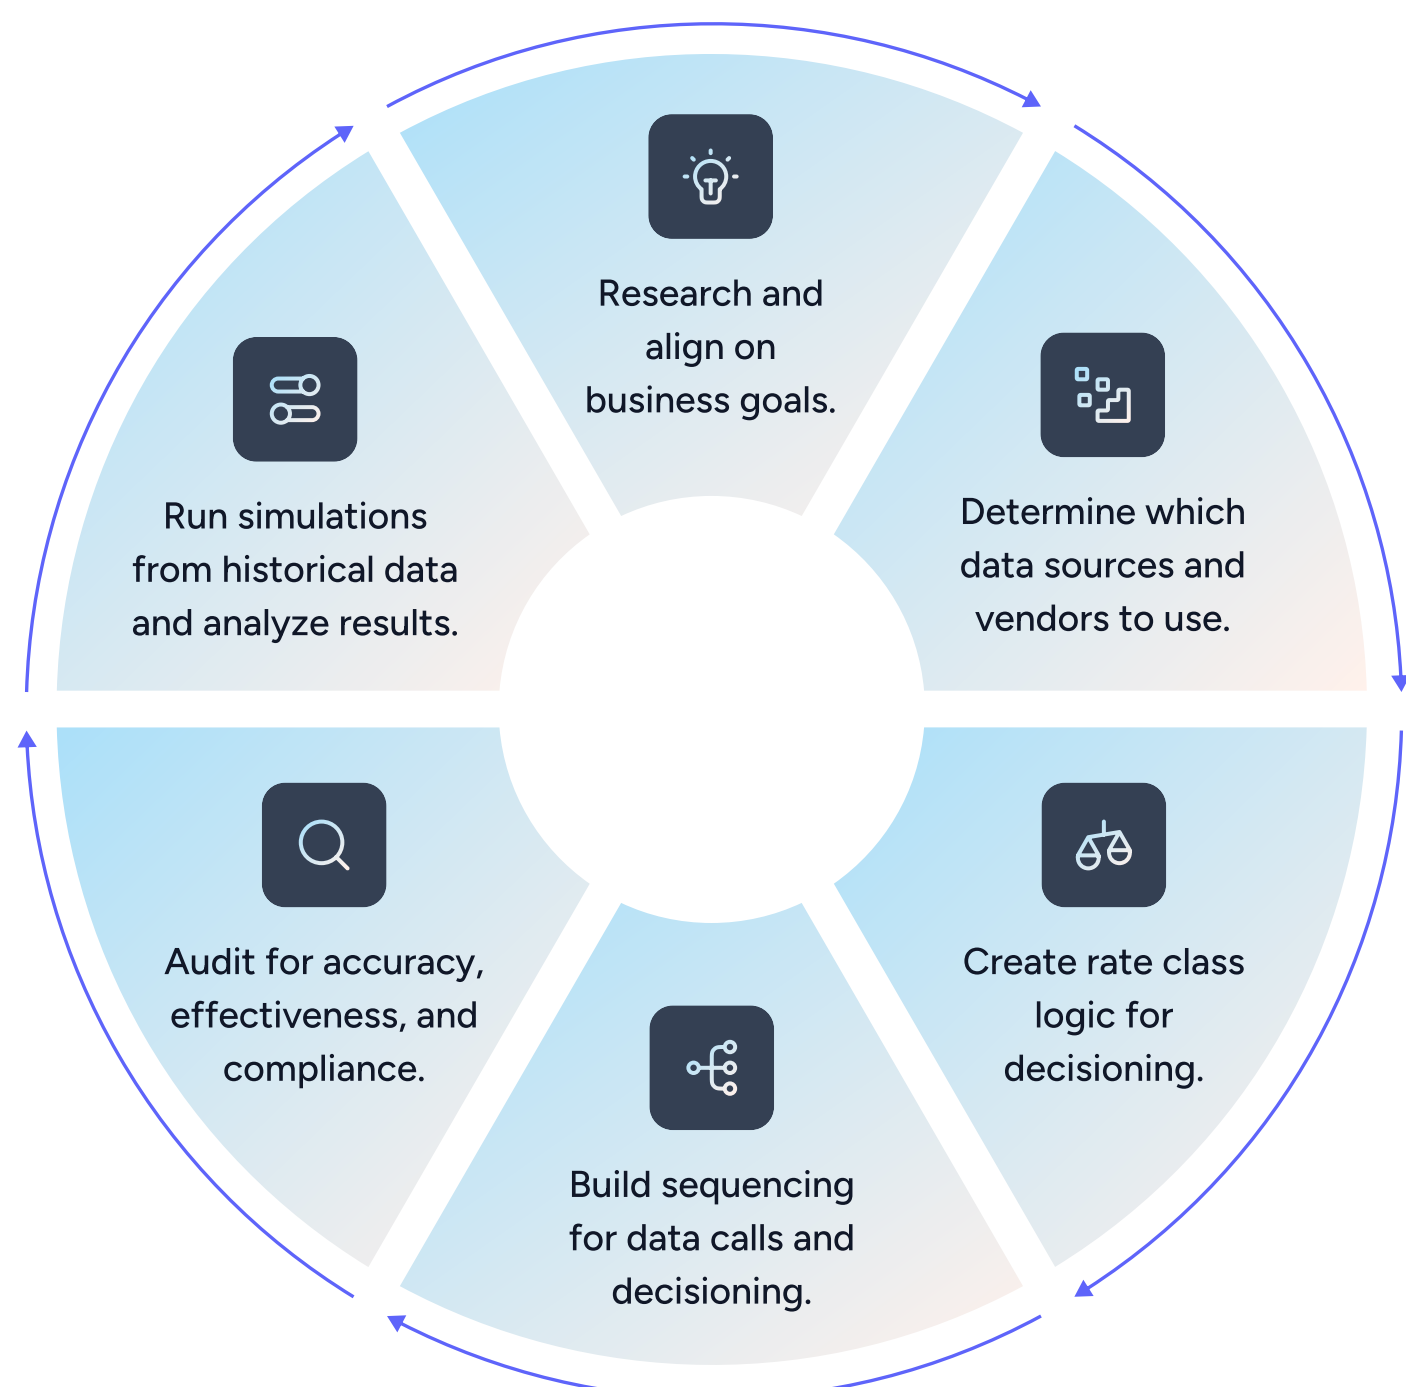 Research and
align on
business goals.
Determine which
data sources and
vendors to use.
Create rate class
logic for
decisioning.
Build sequencing
for data calls and
decisioning.
Audit for accuracy,
effectiveness, and
compliance.
Run simulations
from historical data
and analyze results.